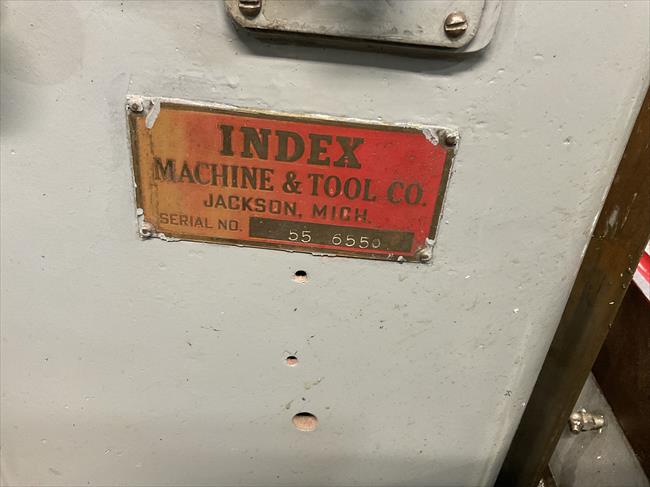 INDEX
MACHINE & TOOL CO.
JACKSON, MICH.
SERIAL NO. 55 6550